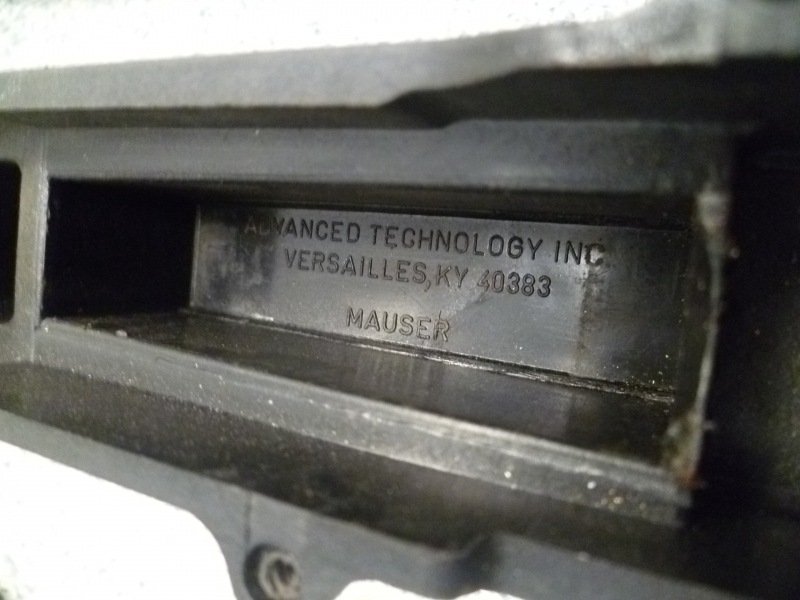 ADVANCED TECHNOLOGY INC
VERSAILLES, KY 40383
MAUSER